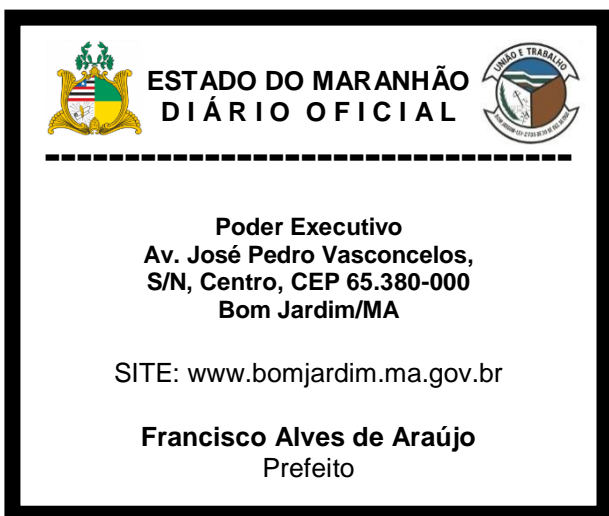 ESTADO DO MARANHÃO
DIÁRIO OFICIAL
UNIÃO E TRABALHO
Poder Executivo
Av. José Pedro Vasconcelos,
S/N, Centro, CEP 65.380-000
Bom Jardim/MA
SITE: www.bomjardim.ma.gov.br
Francisco Alves de Araújo
Prefeito